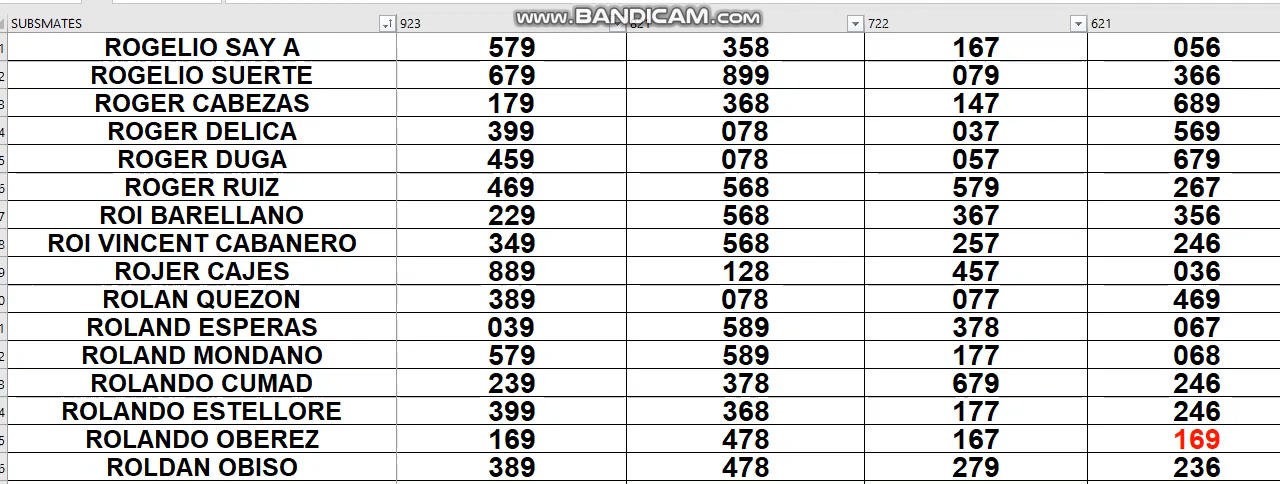 www.BANDICAM.com
SUBSMATES 923 821 722 621
ROGELIO SAY A 579 358 167 056
ROGELIO SUERTE 679 899 079 366
ROGER CABEZAS 179 368 147 689
ROGER DELICA 399 078 037 569
ROGER DUGA 459 078 057 679
ROGER RUIZ 469 568 579 267
ROI BARELLANO 229 568 367 356
ROI VINCENT CABANERO 349 568 257 246
ROJER CAJES 889 128 457 036
ROLAN QUEZON 389 078 077 469
ROLAND ESPERAS 039 589 378 067
ROLAND MONDANO 579 589 177 068
ROLANDO CUMAD 239 378 679 246
ROLANDO ESTELLORE 399 368 177 246
ROLANDO OBEREZ 169 478 167 169
ROLDAN OBISO 389 478 279 236